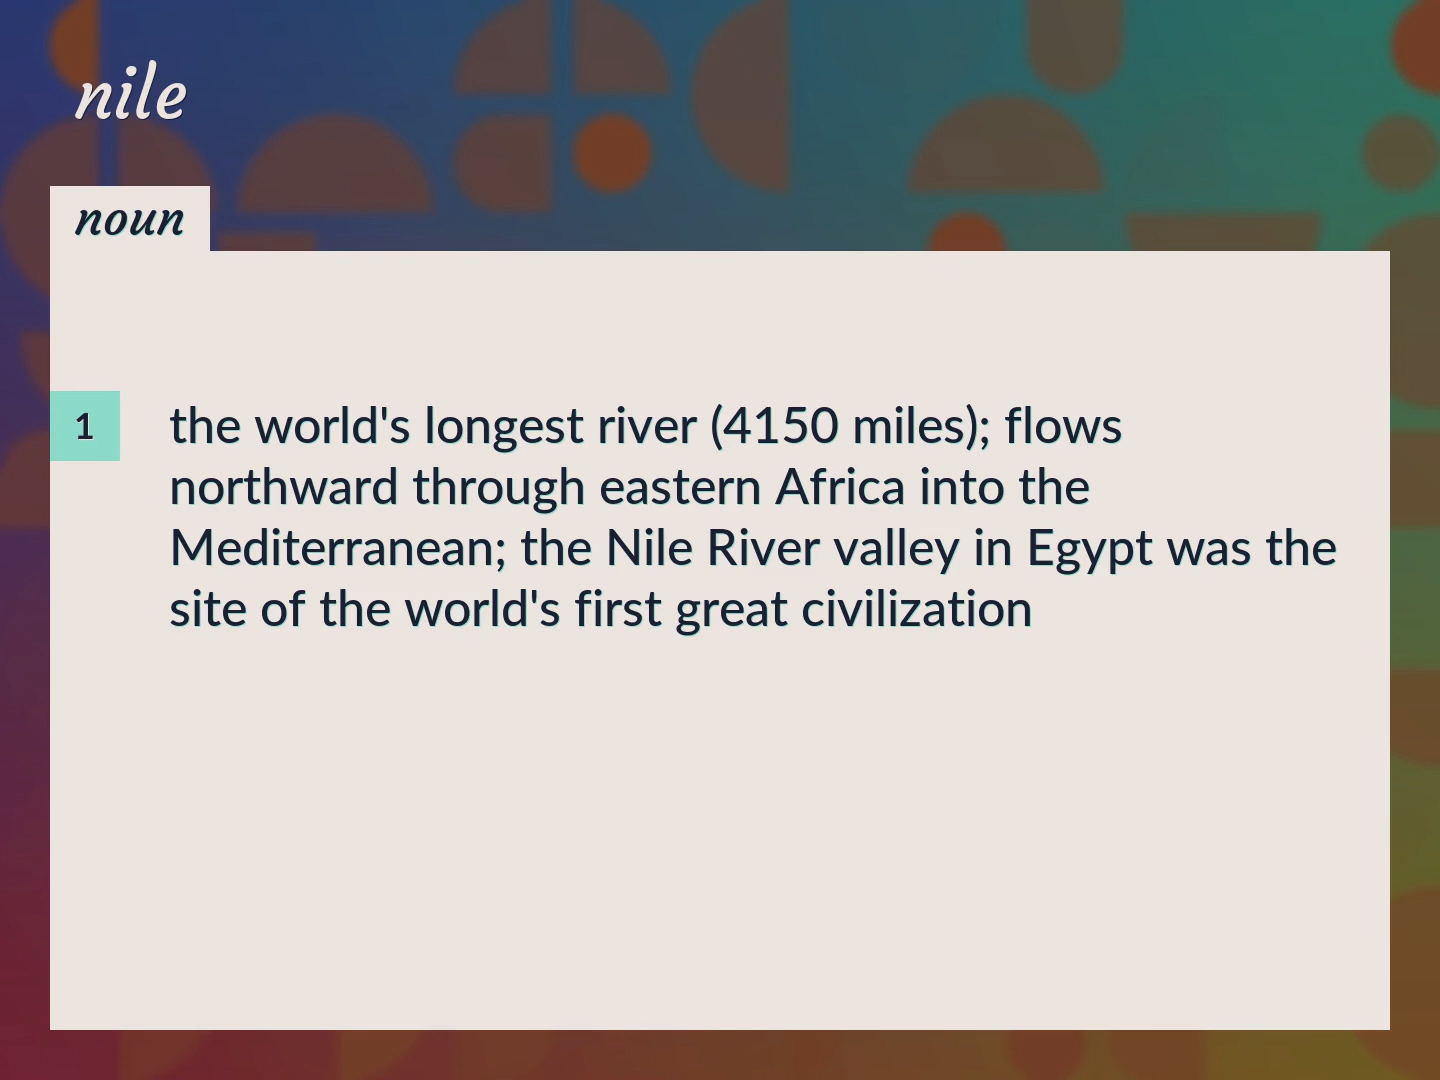 nile
noun
1
the world's longest river (4150 miles); flows
northward through eastern Africa into the
Mediterranean; the Nile River valley in Egypt was the
site of the world's first great civilization